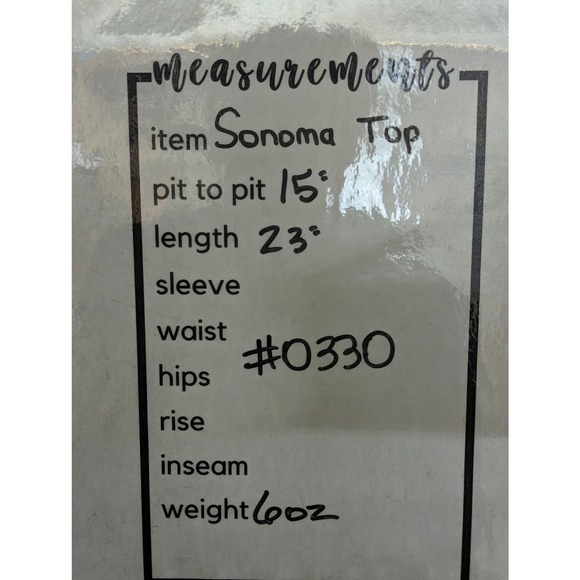 measurements
item Sonoma Top
pit to pit 15"
length 23"
sleeve
waist
#0330
hips
rise
inseam
weight 6oz